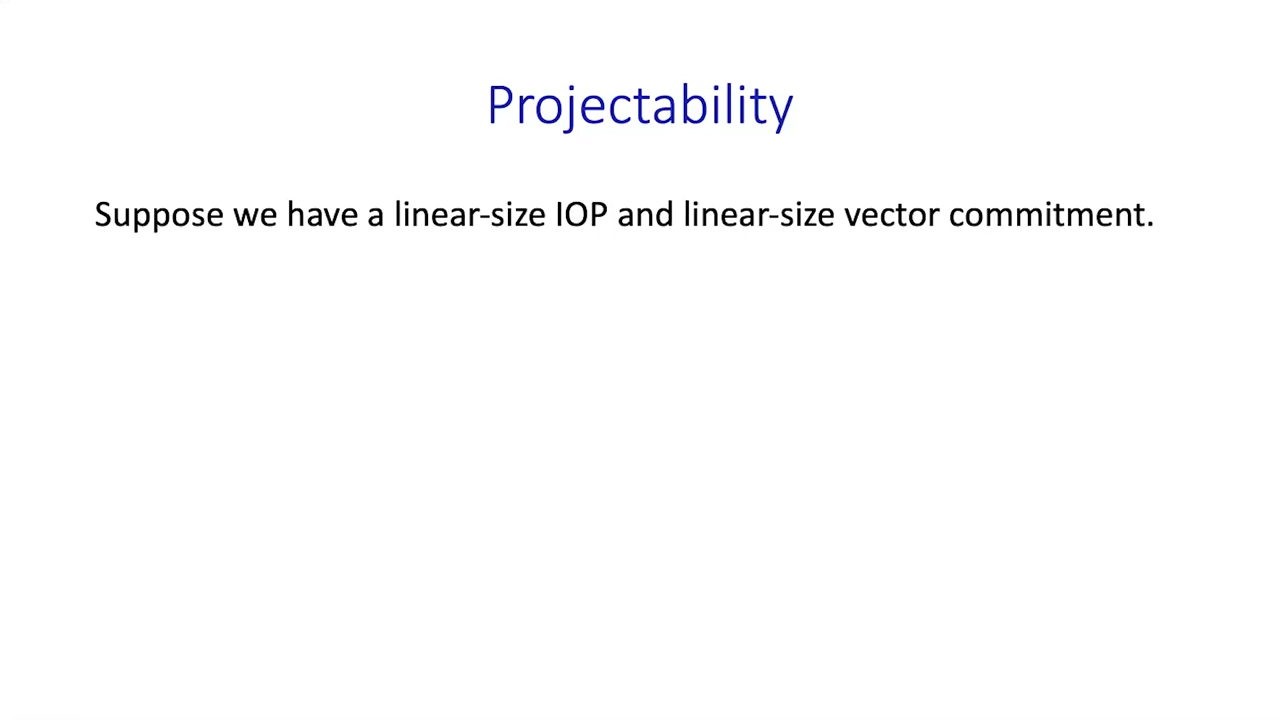 Projectability
Suppose we have a linear-size IOP and linear-size vector commitment.